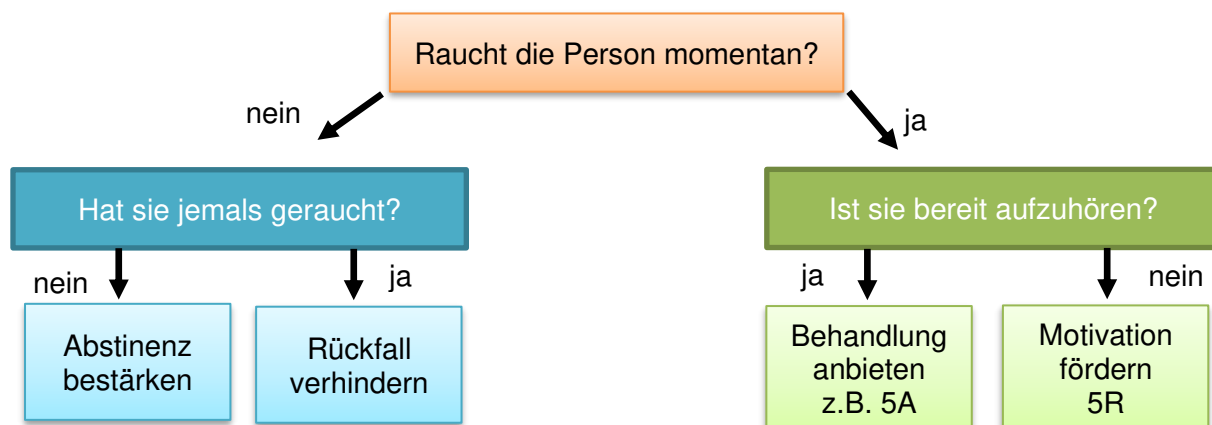 Raucht die Person momentan?
nein
ja
Hat sie jemals geraucht?
Ist sie bereit aufzuhören?
nein
ja
ja
nein
Abstinenz
bestärken
Rückfall
verhindern
Behandlung
anbieten
z.B. 5A
Motivation
fördern
5R